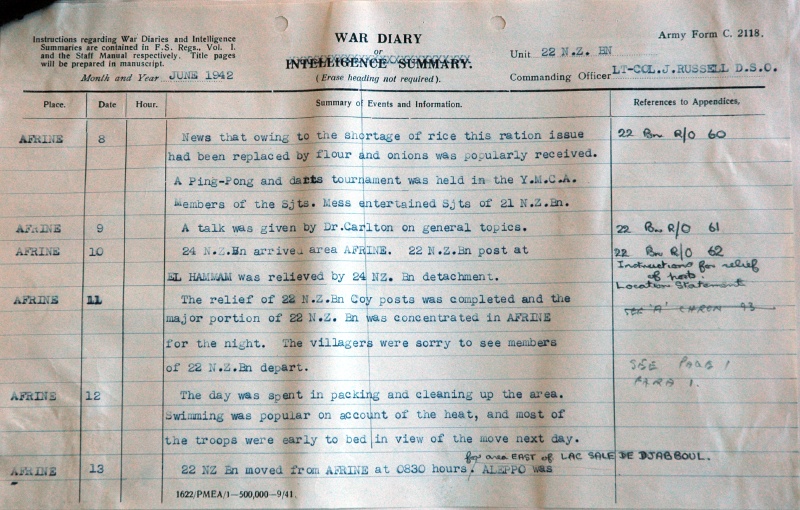 Instructions regarding War Diaries and Intelligence
Summaries are contained in F.S. Regs., Vol. I.
and the Staff Manual respectively. Title pages
will be prepared in manuscript.
Month and Year JUNE 1942
WAR DIARY
or
INTELLIGENCE SUMMARY.
(Erase heading not required).
Army Form C. 2118.
Unit 22 N.Z. BN
Commanding Officer LT-COL.J.RUSSELL D.S.O.
Place. Date Hour. Summary of Events and Information. References to Appendices,
AFRINE 8 News that owing to the shortage of rice this ration issue 22 Bn R/O 60
had been replaced by flour and onions was popularly received.
A Ping-Pong and darts tournament was held in the Y.M.C.A.
Members of the Sjts. Mess entertained Sjts of 21 N.Z.Bn.
AFRINE 9 A talk was given by Dr.Carlton on general topics. 22 Bn R/O 61
AFRINE 10 24 N.Z.Bn arrived area AFRINE. 22 N.Z.Bn post at 22 Bn R/O 62
Instructions for relief
of post.
EL HAMMAM was relieved by 24 NZ. Bn detachment.
Location Statement
AFRINE 11 The relief of 22 N.Z.Bn Coy posts was completed and the
major portion of 22 N.Z. Bn was concentrated in AFRINE
SEE 'A'
for the night. The villagers were sorry to see members
of 22 N.Z.Bn depart.
SEE PAGE 1
PARA 1.
AFRINE 12 The day was spent in packing and cleaning up the area.
Swimming was popular on account of the heat, and most of
the troops were early to bed in view of the move next day.
for area EAST of LAC SALE DE DJABBOUL.
AFRINE 13 22 NZ Bn moved from AFRINE at 0830 hours. ALEPPO was
1622/PMEA/1—500,000—9/41.